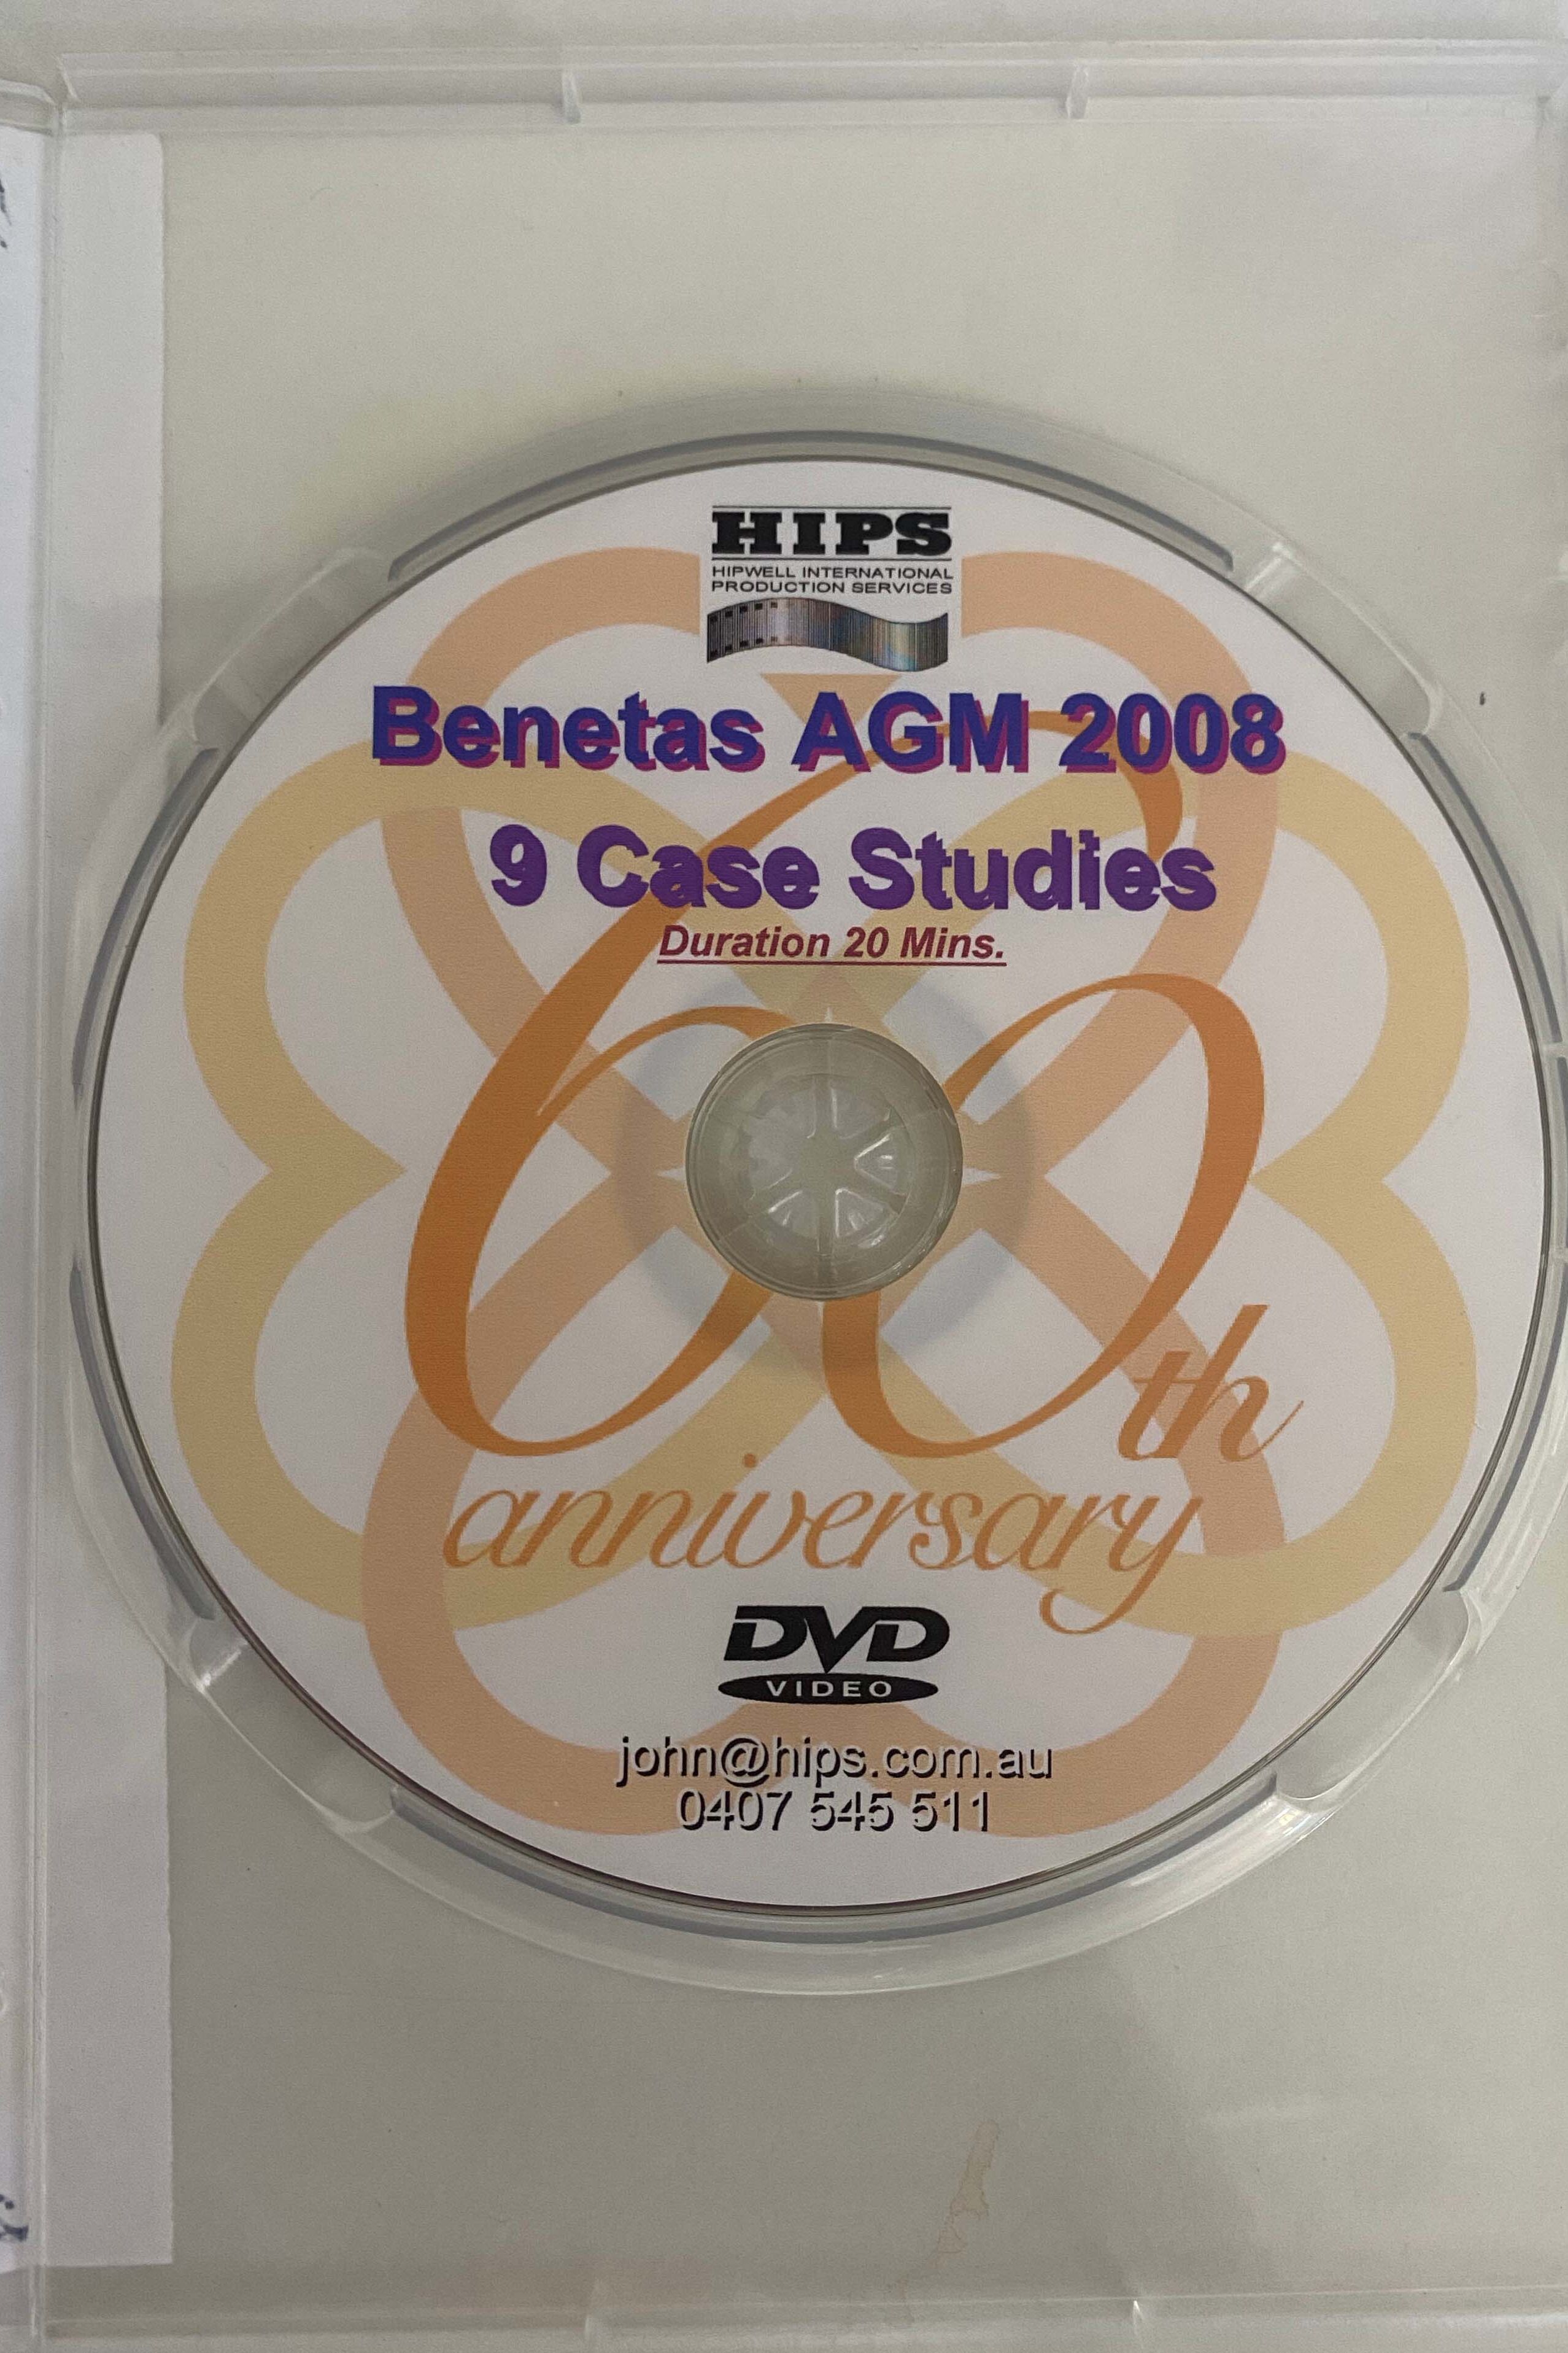 HIPS
HIPWELL INTERNATIONAL
PRODUCTION SERVICES
Benetas AGM 2008
9 Case Studies
Duration 20 Mins.
60th
anniversary
DVD
VIDEO
john@hips.com.au
0407 545 511